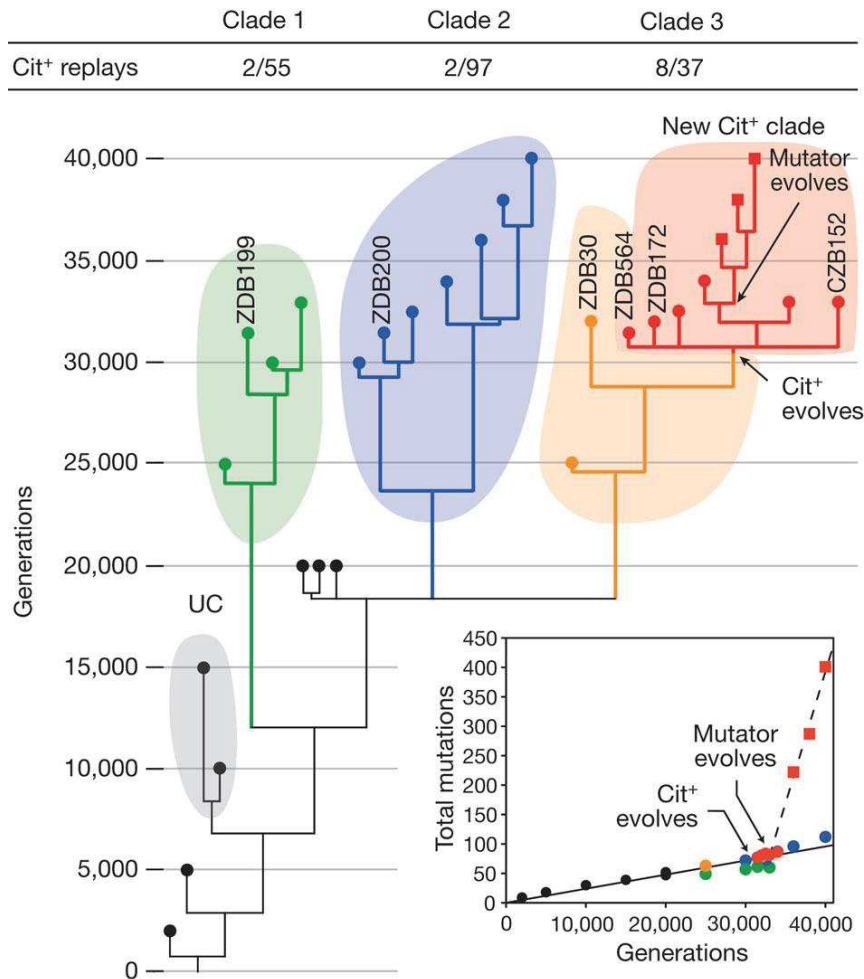 Clade 1 Clade 2 Clade 3
Cit⁺ replays 2/55 2/97 8/37
New Cit⁺ clade
Mutator
evolves
40,000
35,000
30,000
25,000
20,000
15,000
10,000
5,000
0
Generations
ZDB199
ZDB200
ZDB30
ZDB564
ZDB172
CZB152
Cit⁺
evolves
UC
450
400
350
300
250
200
150
100
50
0
Total mutations
Mutator
evolves
Cit⁺
evolves
0 10,000 20,000 30,000 40,000
Generations